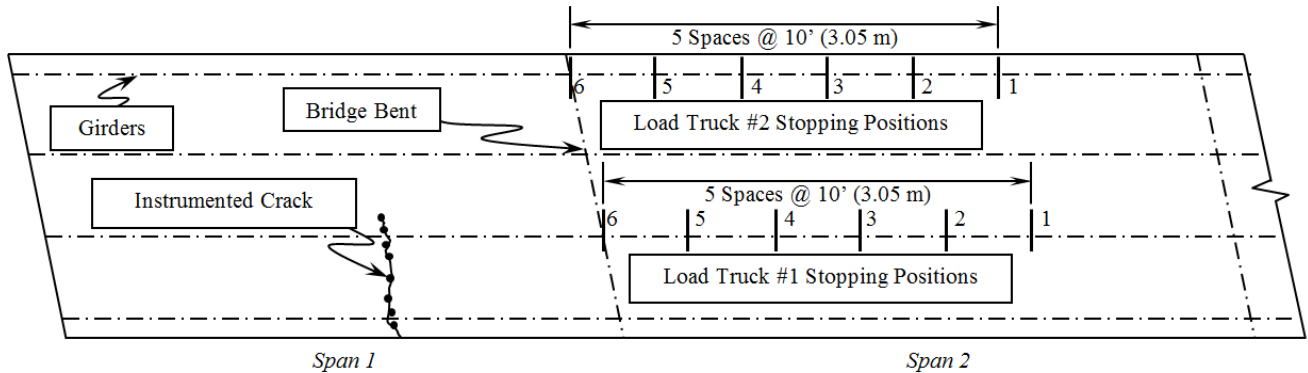 5 Spaces @ 10’ (3.05 m)
6 5 4 3 2 1
Girders
Bridge Bent
Load Truck #2 Stopping Positions
5 Spaces @ 10’ (3.05 m)
Instrumented Crack
6 5 4 3 2 1
Load Truck #1 Stopping Positions
Span 1
Span 2